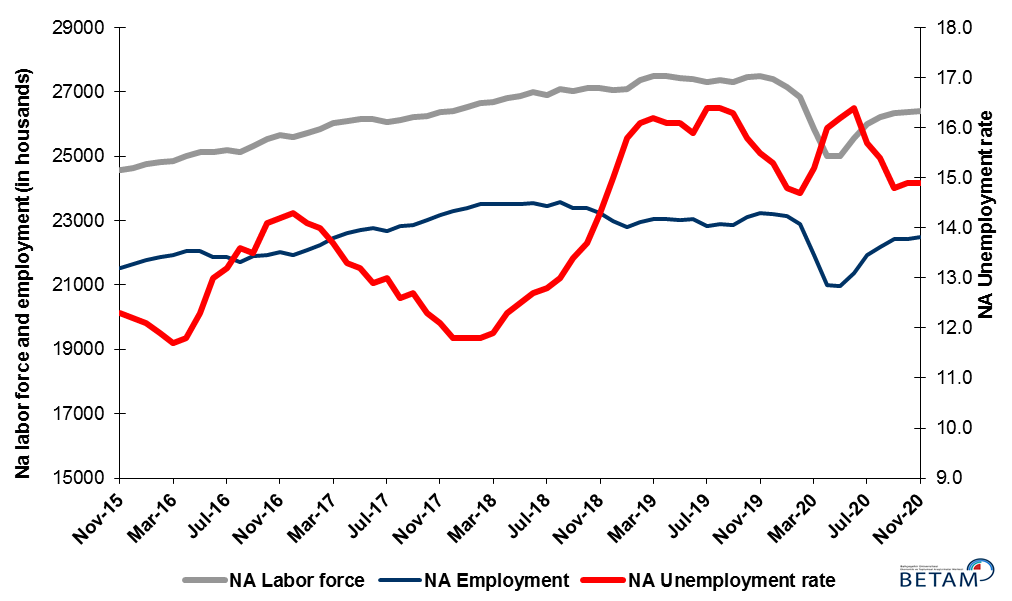 29000
27000
25000
23000
21000
19000
17000
15000
18.0
17.0
16.0
15.0
14.0
13.0
12.0
11.0
10.0
9.0
Na labor force and employment (in housands)
NA Unemployment rate
Nov-15
Mar-16
Jul-16
Nov-16
Mar-17
Jul-17
Nov-17
Mar-18
Jul-18
Nov-18
Mar-19
Jul-19
Nov-19
Mar-20
Jul-20
Nov-20
NA Labor force
NA Employment
NA Unemployment rate
BETAM